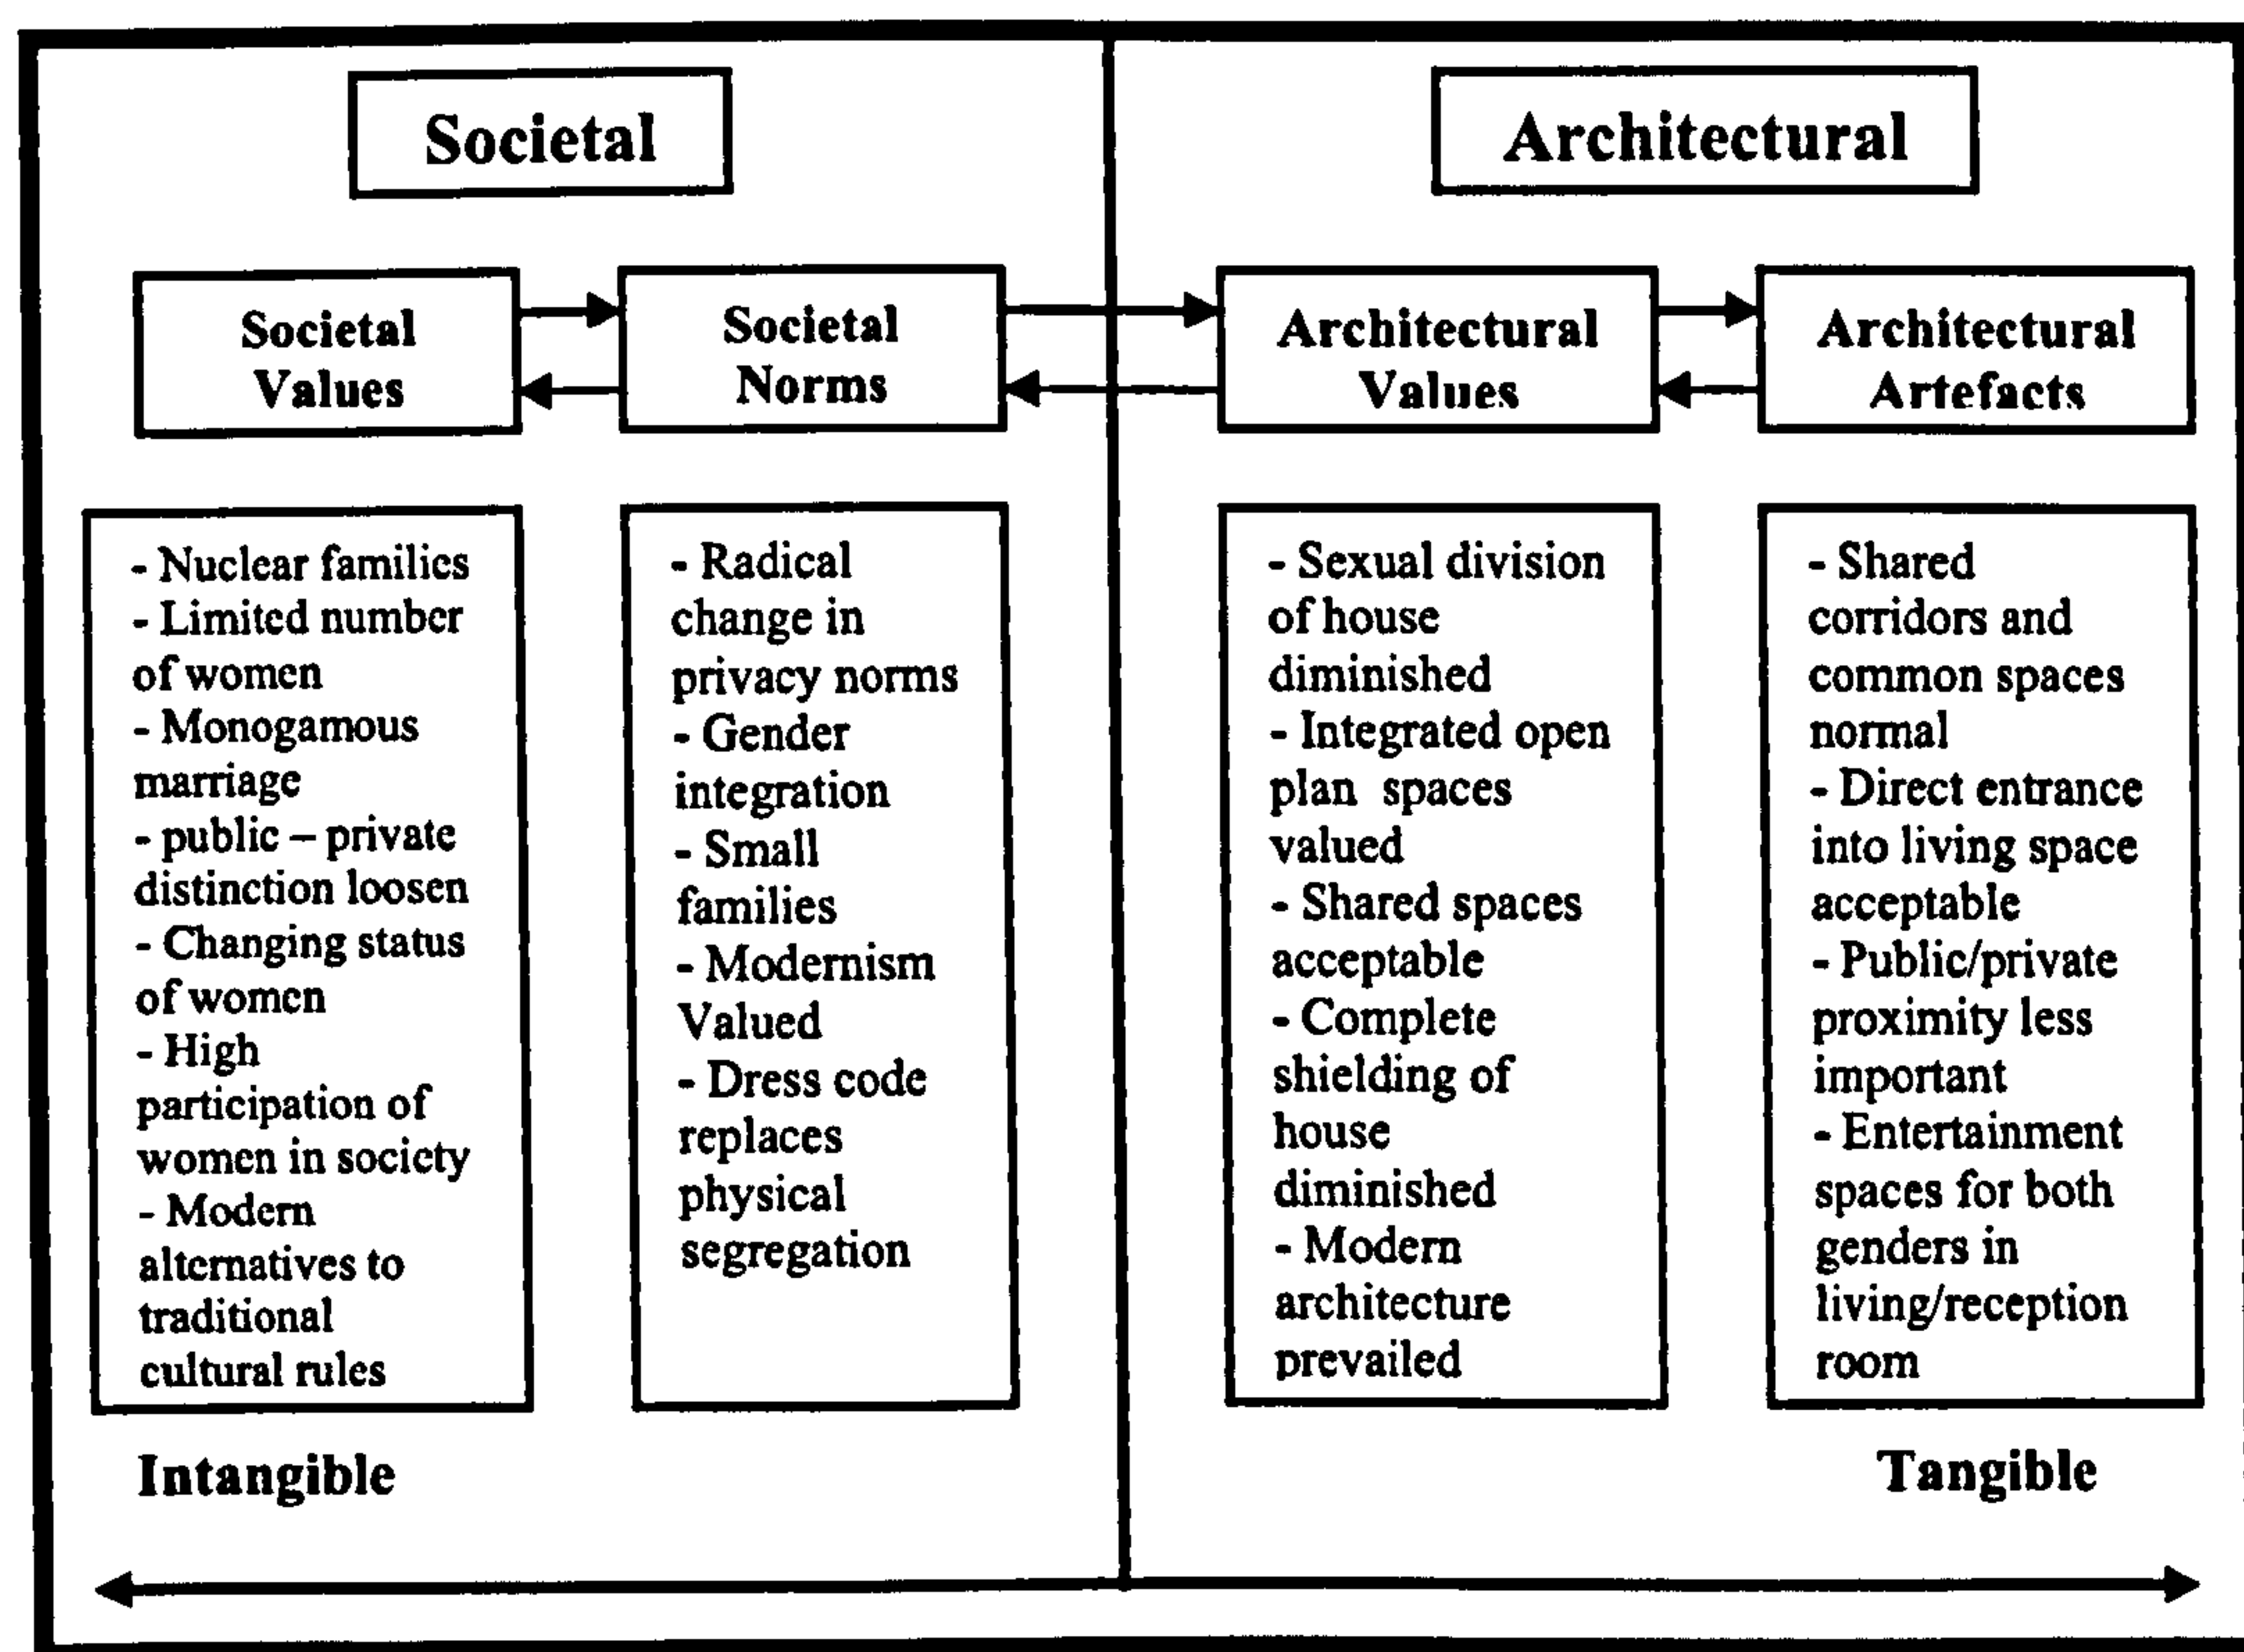 Societal
Architectural
Societal
Values
Societal
Norms
Architectural
Values
Architectural
Artefacts
- Nuclear families
- Limited number
of women
- Monogamous
marriage
- public – private
distinction loosen
- Changing status
of women
- High
participation of
women in society
- Modern
alternatives to
traditional
cultural rules
- Radical
change in
privacy norms
- Gender
integration
- Small
families
- Modernism
Valued
- Dress code
replaces
physical
segregation
- Sexual division
of house
diminished
- Integrated open
plan spaces
valued
- Shared spaces
acceptable
- Complete
shielding of
house
diminished
- Modern
architecture
prevailed
- Shared
corridors and
common spaces
normal
- Direct entrance
into living space
acceptable
- Public/private
proximity less
important
- Entertainment
spaces for both
genders in
living/reception
room
Intangible
Tangible